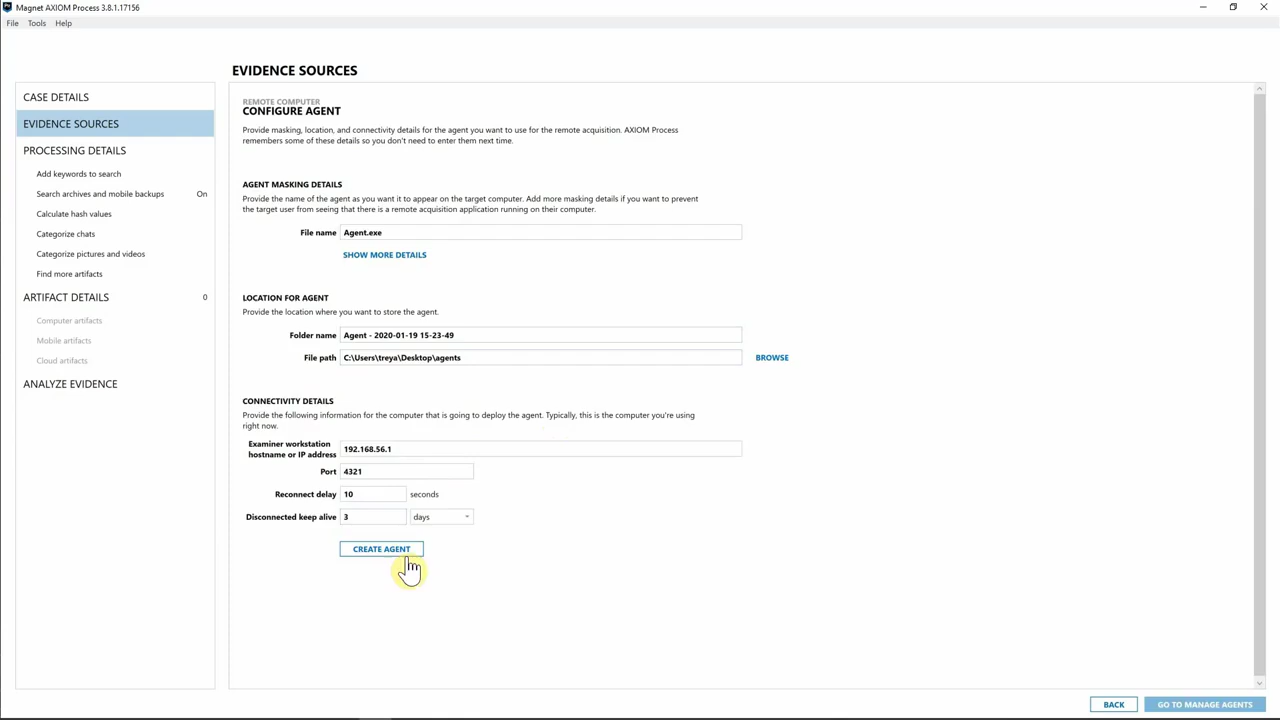 Magnet AXIOM Process 3.8.1.17156
File Tools Help
EVIDENCE SOURCES
CASE DETAILS
EVIDENCE SOURCES
PROCESSING DETAILS
Add keywords to search
Search archives and mobile backups On
Calculate hash values
Categorize chats
Categorize pictures and videos
Find more artifacts
ARTIFACT DETAILS 0
Computer artifacts
Mobile artifacts
Cloud artifacts
ANALYZE EVIDENCE
REMOTE COMPUTER
CONFIGURE AGENT
Provide masking, location, and connectivity details for the agent you want to use for the remote acquisition. AXIOM Process
remembers some of these details so you don't need to enter them next time.
AGENT MASKING DETAILS
Provide the name of the agent as you want it to appear on the target computer. Add more masking details if you want to prevent
the target user from seeing that there is a remote acquisition application running on their computer.
File name Agent.exe
SHOW MORE DETAILS
LOCATION FOR AGENT
Provide the location where you want to store the agent.
Folder name Agent - 2020-01-19 15-23-49
File path C:\Users\treya\Desktop\agents BROWSE
CONNECTIVITY DETAILS
Provide the following information for the computer that is going to deploy the agent. Typically, this is the computer you're using
right now.
Examiner workstation
hostname or IP address 192.168.56.1
Port 4321
Reconnect delay 10 seconds
Disconnected keep alive 3 days
CREATE AGENT
BACK GO TO MANAGE AGENTS